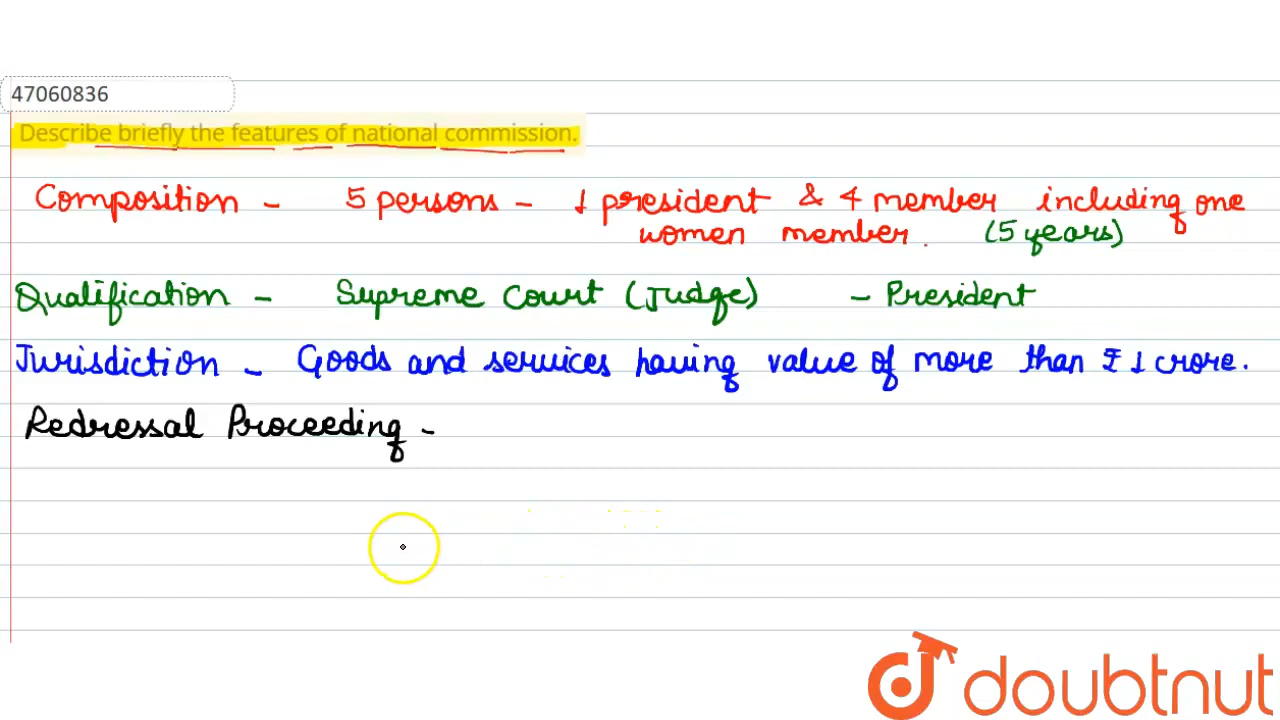 47060836
Describe briefly the features of national commission.
Composition - 5 persons - 1 president & 4 member including one
women member. (5 years)
Qualification - Supreme Court (Judge) - President
Jurisdiction - Goods and services having value of more than ₹ 1 crore.
Redressal Proceeding -
doubtnut